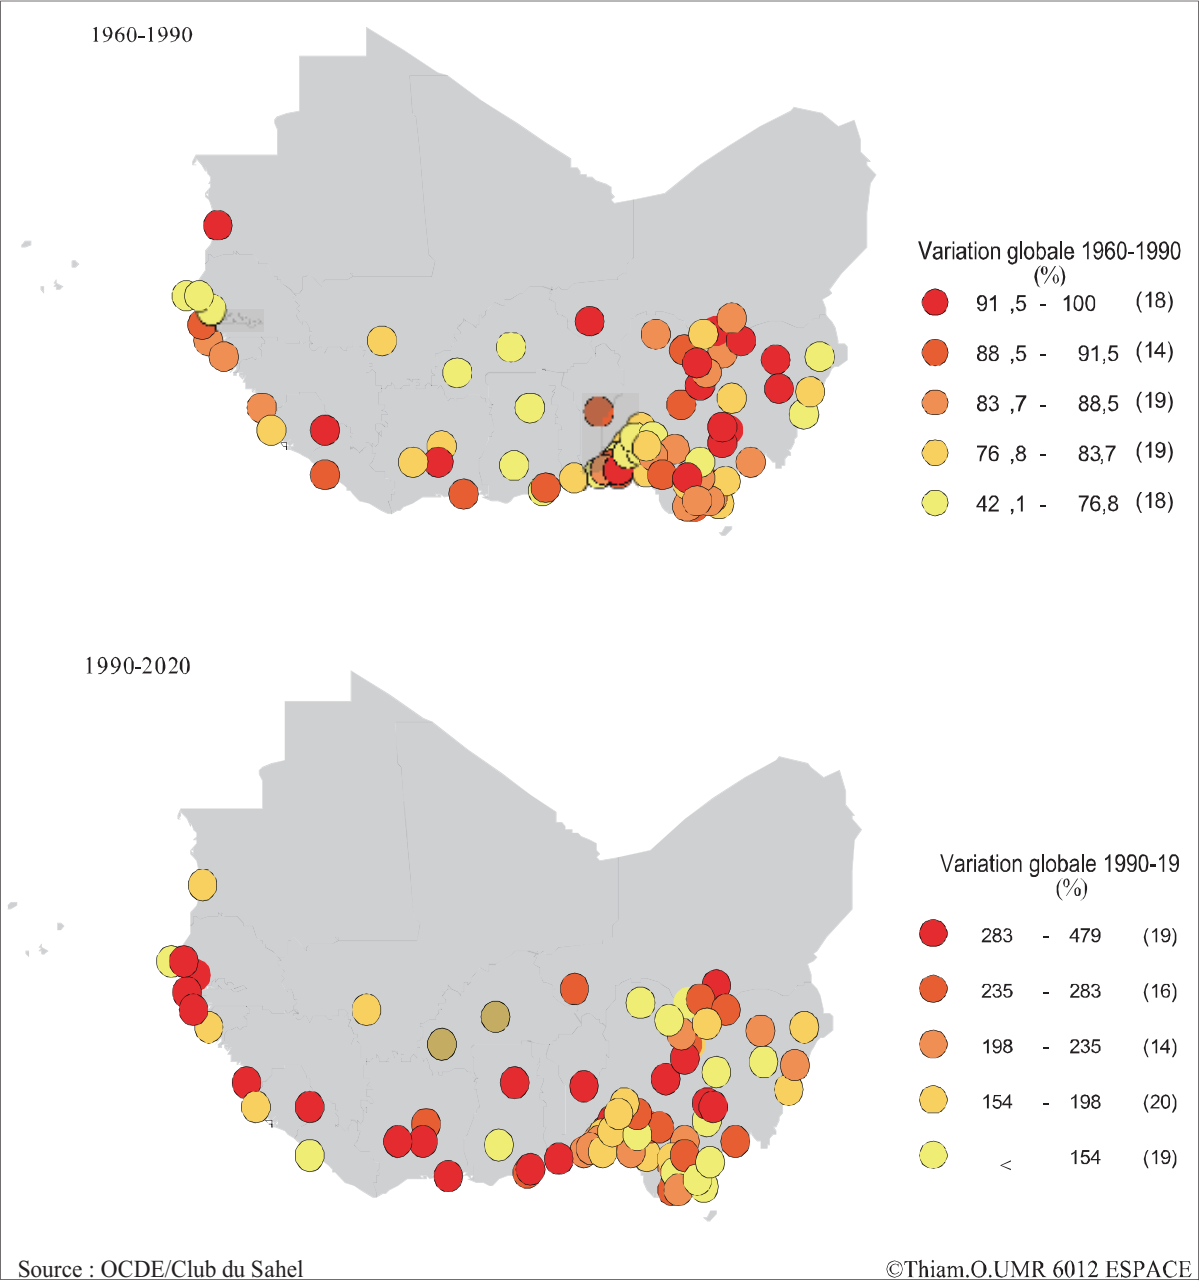 1960-1990
Variation globale 1960-1990
(%)
91 ,5 - 100 (18)
88 ,5 - 91,5 (14)
83 ,7 - 88,5 (19)
76 ,8 - 83,7 (19)
42 ,1 - 76,8 (18)
1990-2020
Variation globale 1990-19
(%)
283 - 479 (19)
235 - 283 (16)
198 - 235 (14)
154 - 198 (20)
< 154 (19)
Source : OCDE/Club du Sahel
©Thiam.O.UMR 6012 ESPACE